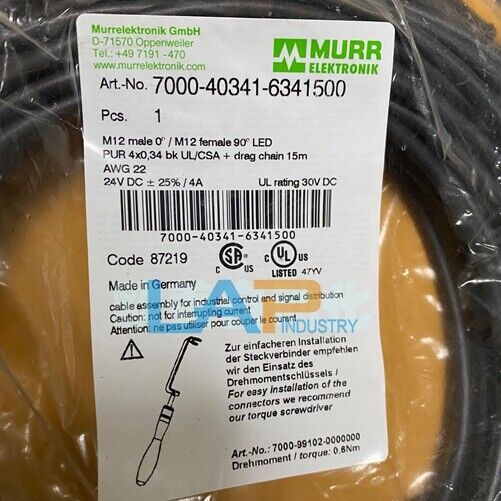 Murrelektronik GmbH
D-71570 Oppenweiler
Tel.: +49 7191 -470
www.murrelektronik.com
MURR
ELEKTRONIK
Art.-No. 7000-40341-6341500
Pcs. 1
M12 male 0° / M12 female 90° LED
PUR 4x0,34 bk UL/CSA + drag chain 15m
AWG 22
24V DC ± 25% / 4A UL rating 30V DC
7000-40341-6341500
Code 87219
LISTED 47YV
Made in Germany
cable assembly for industrial control and signal distribution
Caution: not for interrupting current
Attention: ne pas utiliser pour couper le courant
LAP INDUSTRY
Zur einfacheren Installation
der Steckverbinder empfehlen
wir den Einsatz des
Drehmomentschlüssels /
For easy installation of the
connectors we recommend
our torque screwdriver
Art.-No.: 7000-99102-0000000
Drehmoment / torque: 0,6Nm